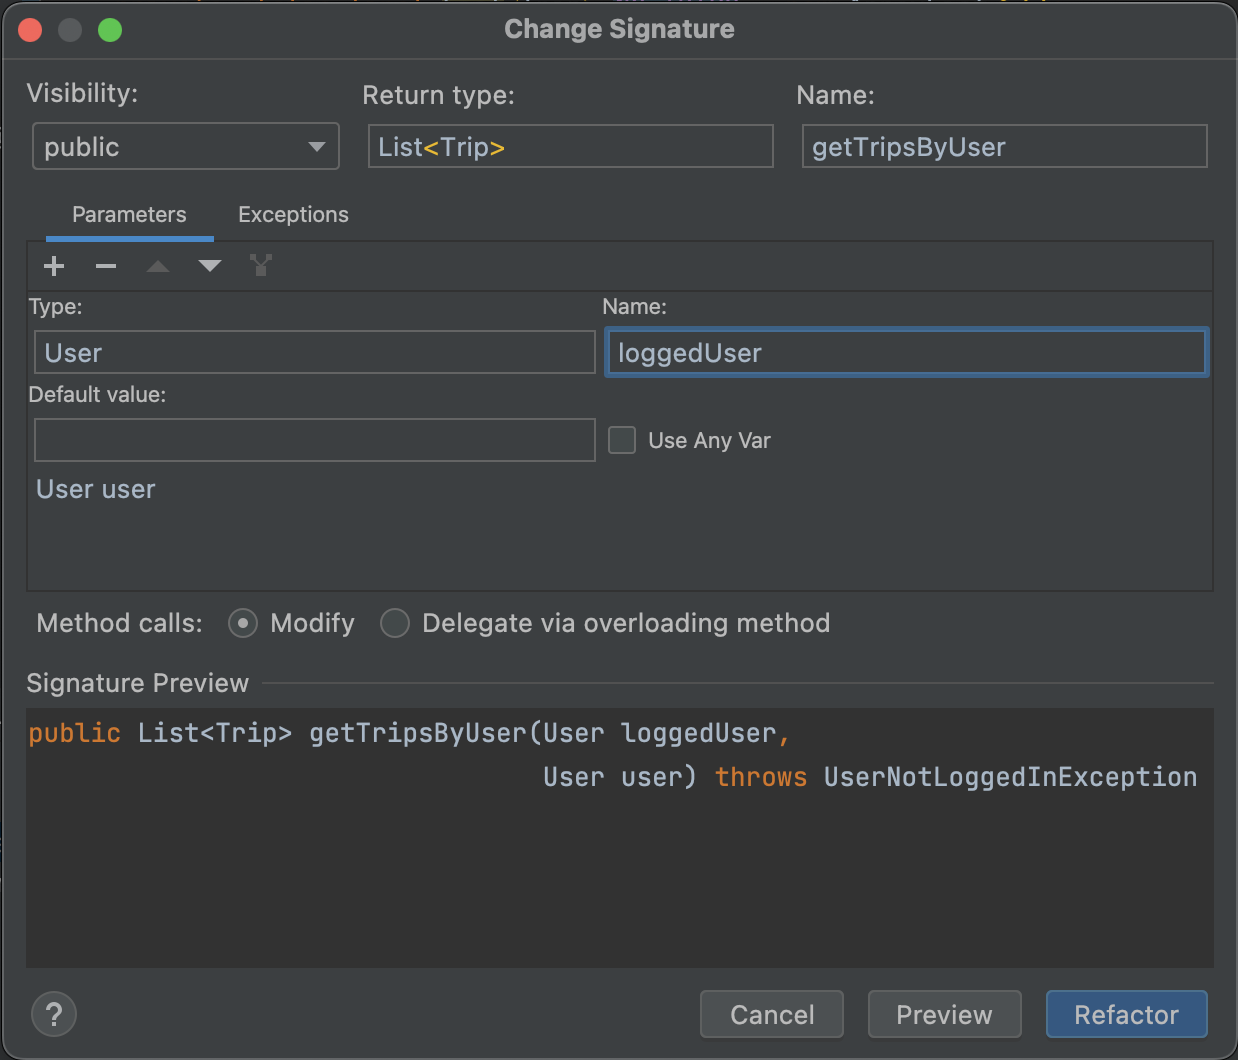 Change Signature
Visibility: Return type: Name:
public List<Trip> getTripsByUser
Parameters Exceptions
Type: Name:
User loggedUser
Default value:
Use Any Var
User user
Method calls: Modify Delegate via overloading method
Signature Preview
public List<Trip> getTripsByUser(User loggedUser,
User user) throws UserNotLoggedInException
? Cancel Preview Refactor